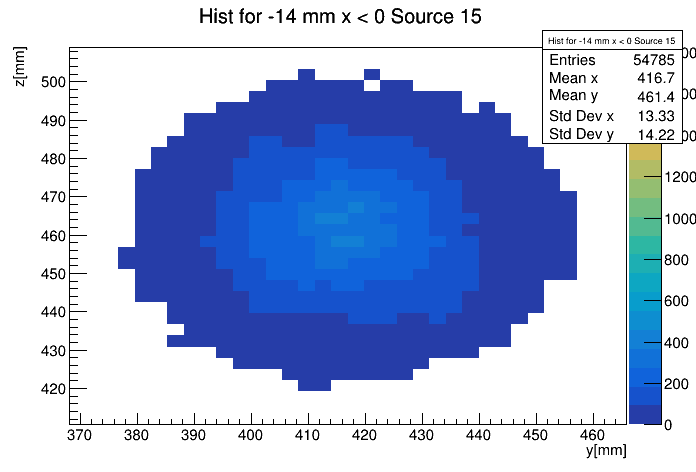 Hist for -14 mm x < 0 Source 15
Hist for -14 mm x < 0 Source 15
Entries 54785
Mean x 416.7
Mean y 461.4
Std Dev x 13.33
Std Dev y 14.22
z[mm]
500
490
480
470
460
450
440
430
420
370 380 390 400 410 420 430 440 450 460
y[mm]
1200
1000
800
600
400
200
0